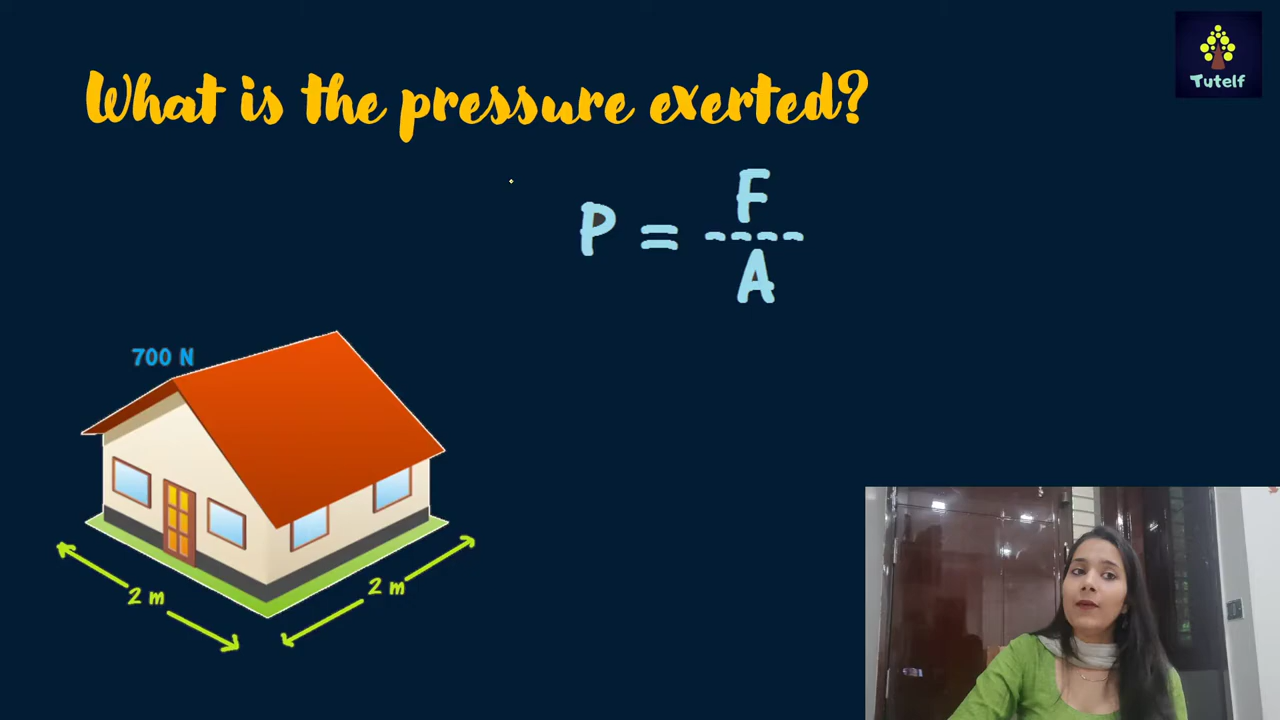 Tutelf
What is the pressure exerted?
P = F
----
A
700 N
2 m
2 m